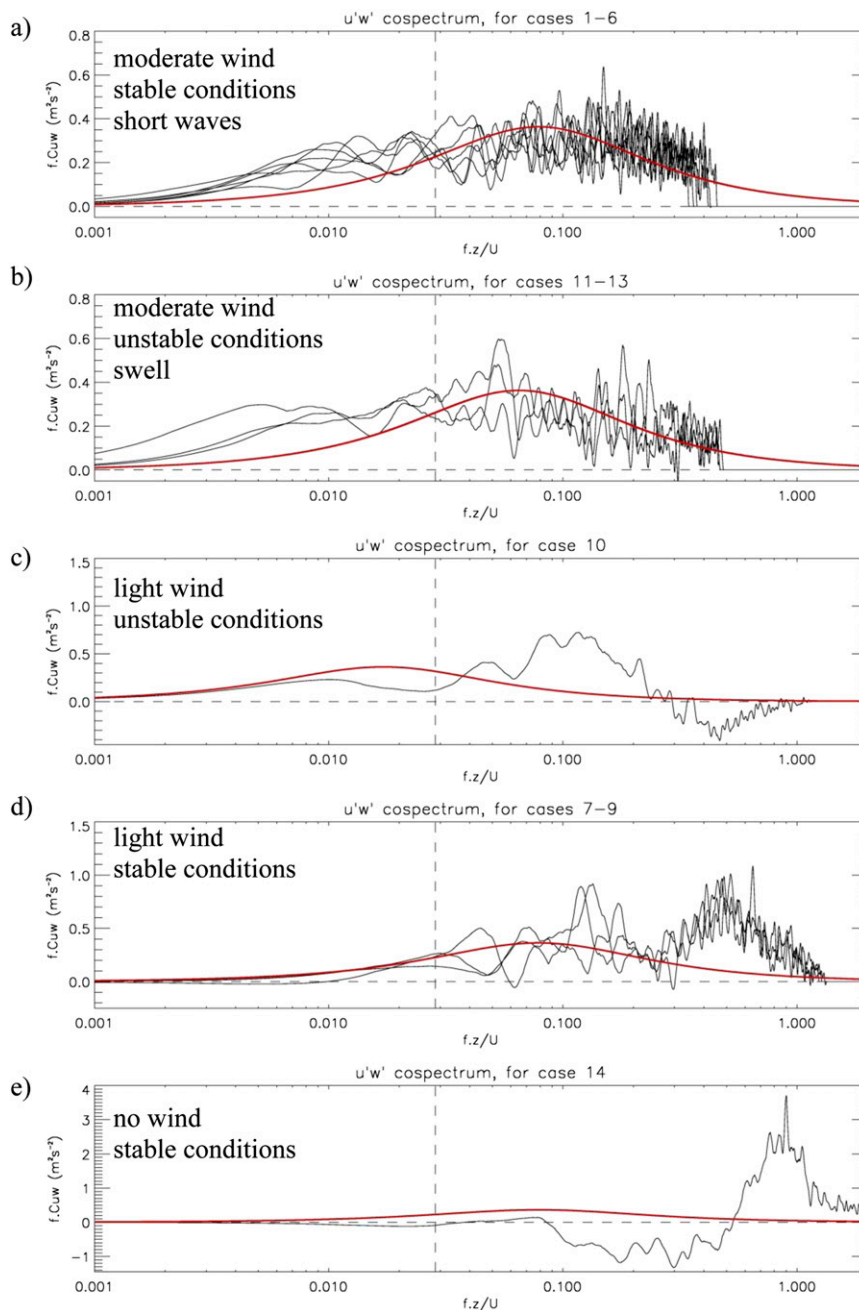 a)
u'w' cospectrum, for cases 1−6
moderate wind
stable conditions
short waves
f.Cuw (m²s⁻²)
0.8
0.6
0.4
0.2
0.0
0.001
0.010
0.100
1.000
f.z/U
b)
u'w' cospectrum, for cases 11−13
moderate wind
unstable conditions
swell
f.Cuw (m²s⁻²)
0.8
0.6
0.4
0.2
0.0
0.001
0.010
0.100
1.000
f.z/U
c)
u'w' cospectrum, for case 10
light wind
unstable conditions
f.Cuw (m²s⁻²)
1.5
1.0
0.5
0.0
0.001
0.010
0.100
1.000
f.z/U
d)
u'w' cospectrum, for cases 7−9
light wind
stable conditions
f.Cuw (m²s⁻²)
1.5
1.0
0.5
0.0
0.001
0.010
0.100
1.000
f.z/U
e)
u'w' cospectrum, for case 14
no wind
stable conditions
f.Cuw (m²s⁻²)
4
3
2
1
0
−1
0.001
0.010
0.100
1.000
f.z/U